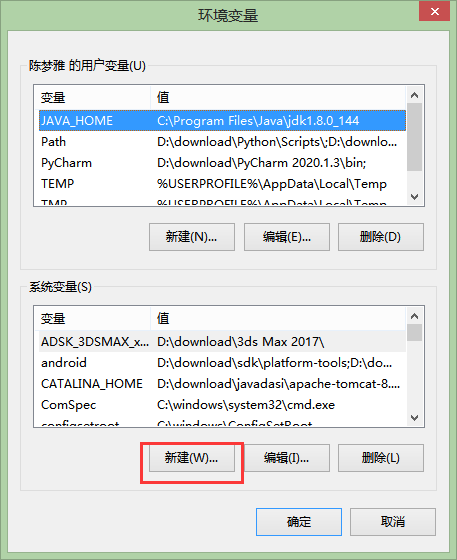 环境变量
陈梦雅 的用户变量(U)
变量 值
JAVA_HOME C:\Program Files\Java\jdk1.8.0_144
Path D:\download\Python\Scripts\;D:\downlo...
PyCharm D:\download\PyCharm 2020.1.3\bin;
TEMP %USERPROFILE%\AppData\Local\Temp
TMP %USERPROFILE%\AppData\Local\Temp
新建(N)... 编辑(E)... 删除(D)
系统变量(S)
变量 值
ADSK_3DSMAX_x... D:\download\3ds Max 2017\
android D:\download\sdk\platform-tools;D:\do...
CATALINA_HOME D:\download\javadasi\apache-tomcat-8....
ComSpec C:\windows\system32\cmd.exe
configsetroot C:\windows\ConfigSetRoot
新建(W)... 编辑(I)... 删除(L)
确定 取消